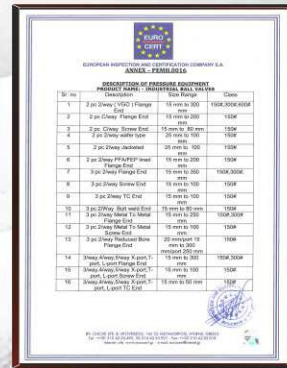 EURO
CERT
EUROPEAN INSPECTION AND CERTIFICATION COMPANY S.A.
ANNEX - PEMH.0016
DESCRIPTION OF PRESSURE EQUIPMENT
PRODUCT NAME: - INDUSTRIAL BALL VALVES
Sr. no Description Size Range Class
1 2 pc 2/way ( VGO ) Flange End 15 mm to 300 mm 150#,300#,600#
2 2 pc C/way Flange End 15 mm to 200 mm 150#
3 2 pc C/way Screw End 15 mm to 80 mm 150#
4 2 pc 2/way wafer type 25 mm to 100 mm 150#
5 2 pc 2/way Jacketed 25 mm to 100 mm 150#
6 2 pc 2/way PFA/FEP lined Flange End 15 mm to 200 mm 150#
7 3 pc 2/way Flange End 15 mm to 350 mm 150#,300#
8 3 pc 2/way Screw End 15 mm to 100 mm 150#
9 3 pc 2/way TC End 15 mm to 100 mm 150#
10 3 pc 2/Way Butt weld End 15 mm to 80 mm 150#
11 3 pc 2/way Metal To Metal Flange End 15 mm to 250 mm 150#,300#
12 3 pc 2/way Metal To Metal Screw End 15 mm to 100 mm 150#
13 3 pc 2/way Reduced Bore Flange End 20 mm/port 15 mm to 300 mm/port 250 mm 150#
14 3/way,4/way,5/way X-port,T-port, L-port Flange End 15 mm to 300 mm 150#,300#
15 3/way,4/way,5/way X-port,T-port, L-port Screw End 15 mm to 100 mm 150#
16 3/way,4/way,5/way X-port,T-port, L-port TC End 15 mm to 50 mm 150#